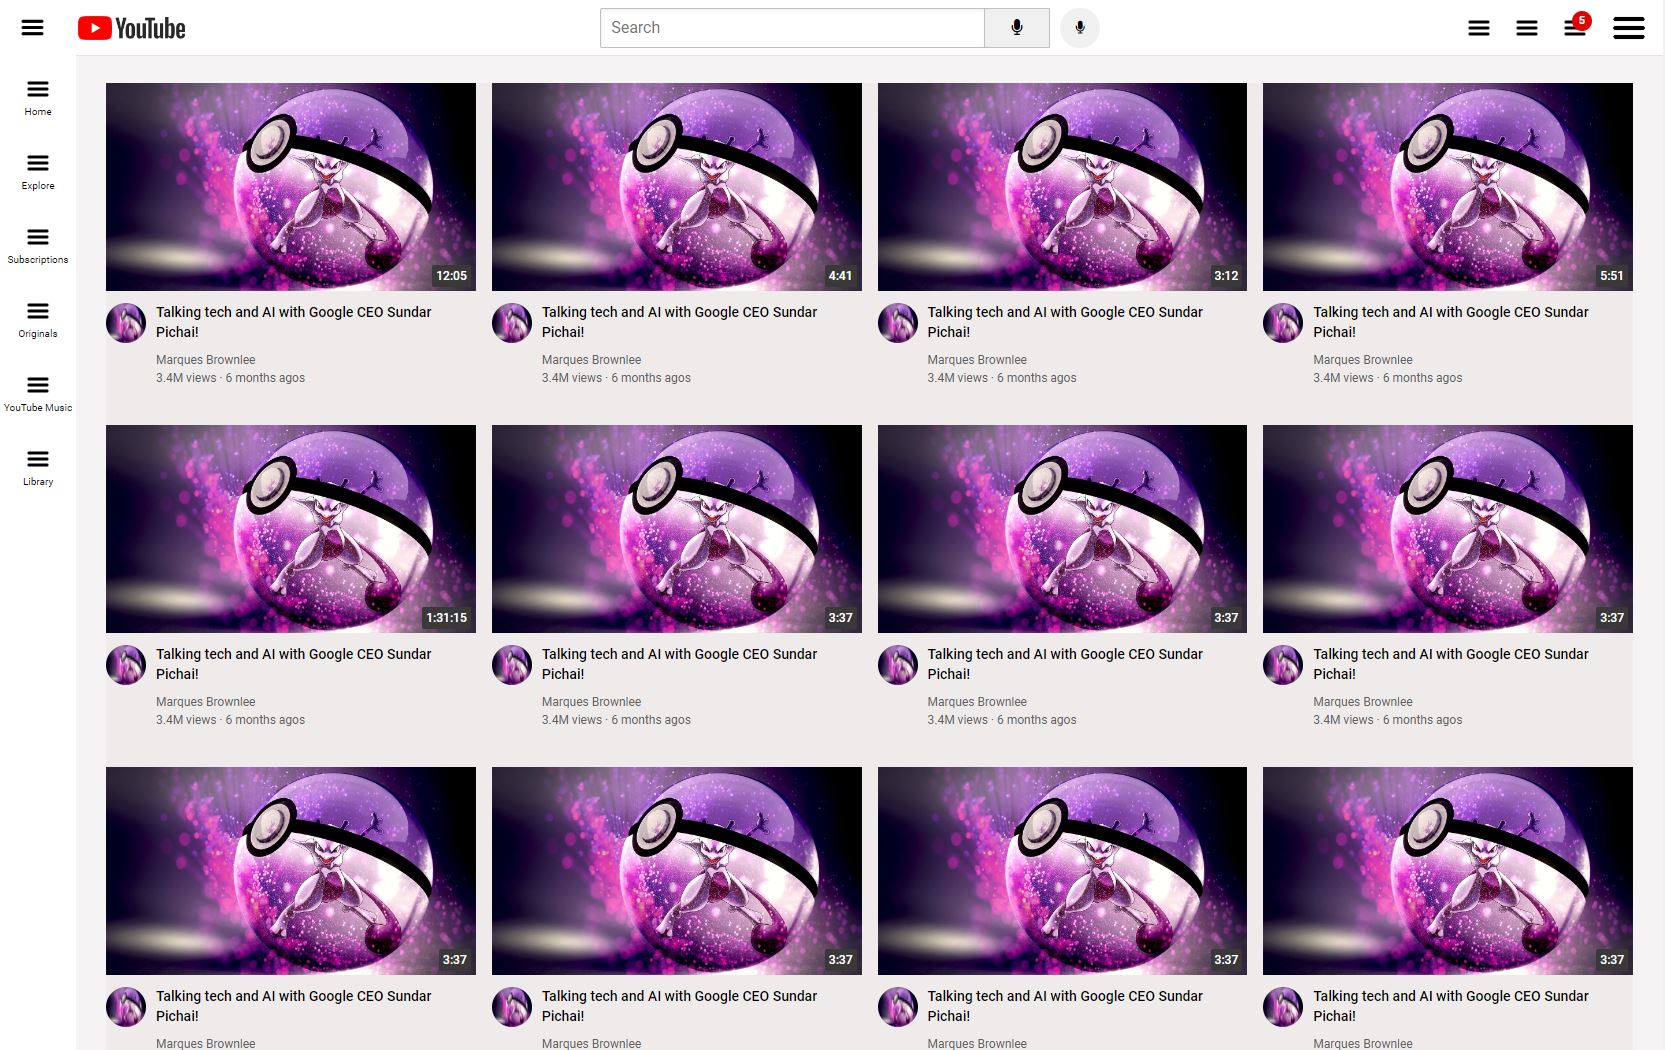 YouTube
Search
5
Home
Explore
Subscriptions
Originals
YouTube Music
Library
12:05
4:41
3:12
5:51
Talking tech and AI with Google CEO Sundar
Pichai!
Marques Brownlee
3.4M views · 6 months agos
Talking tech and AI with Google CEO Sundar
Pichai!
Marques Brownlee
3.4M views · 6 months agos
Talking tech and AI with Google CEO Sundar
Pichai!
Marques Brownlee
3.4M views · 6 months agos
Talking tech and AI with Google CEO Sundar
Pichai!
Marques Brownlee
3.4M views · 6 months agos
1:31:15
3:37
3:37
3:37
Talking tech and AI with Google CEO Sundar
Pichai!
Marques Brownlee
3.4M views · 6 months agos
Talking tech and AI with Google CEO Sundar
Pichai!
Marques Brownlee
3.4M views · 6 months agos
Talking tech and AI with Google CEO Sundar
Pichai!
Marques Brownlee
3.4M views · 6 months agos
Talking tech and AI with Google CEO Sundar
Pichai!
Marques Brownlee
3.4M views · 6 months agos
3:37
3:37
3:37
3:37
Talking tech and AI with Google CEO Sundar
Pichai!
Marques Brownlee
Talking tech and AI with Google CEO Sundar
Pichai!
Marques Brownlee
Talking tech and AI with Google CEO Sundar
Pichai!
Marques Brownlee
Talking tech and AI with Google CEO Sundar
Pichai!
Marques Brownlee